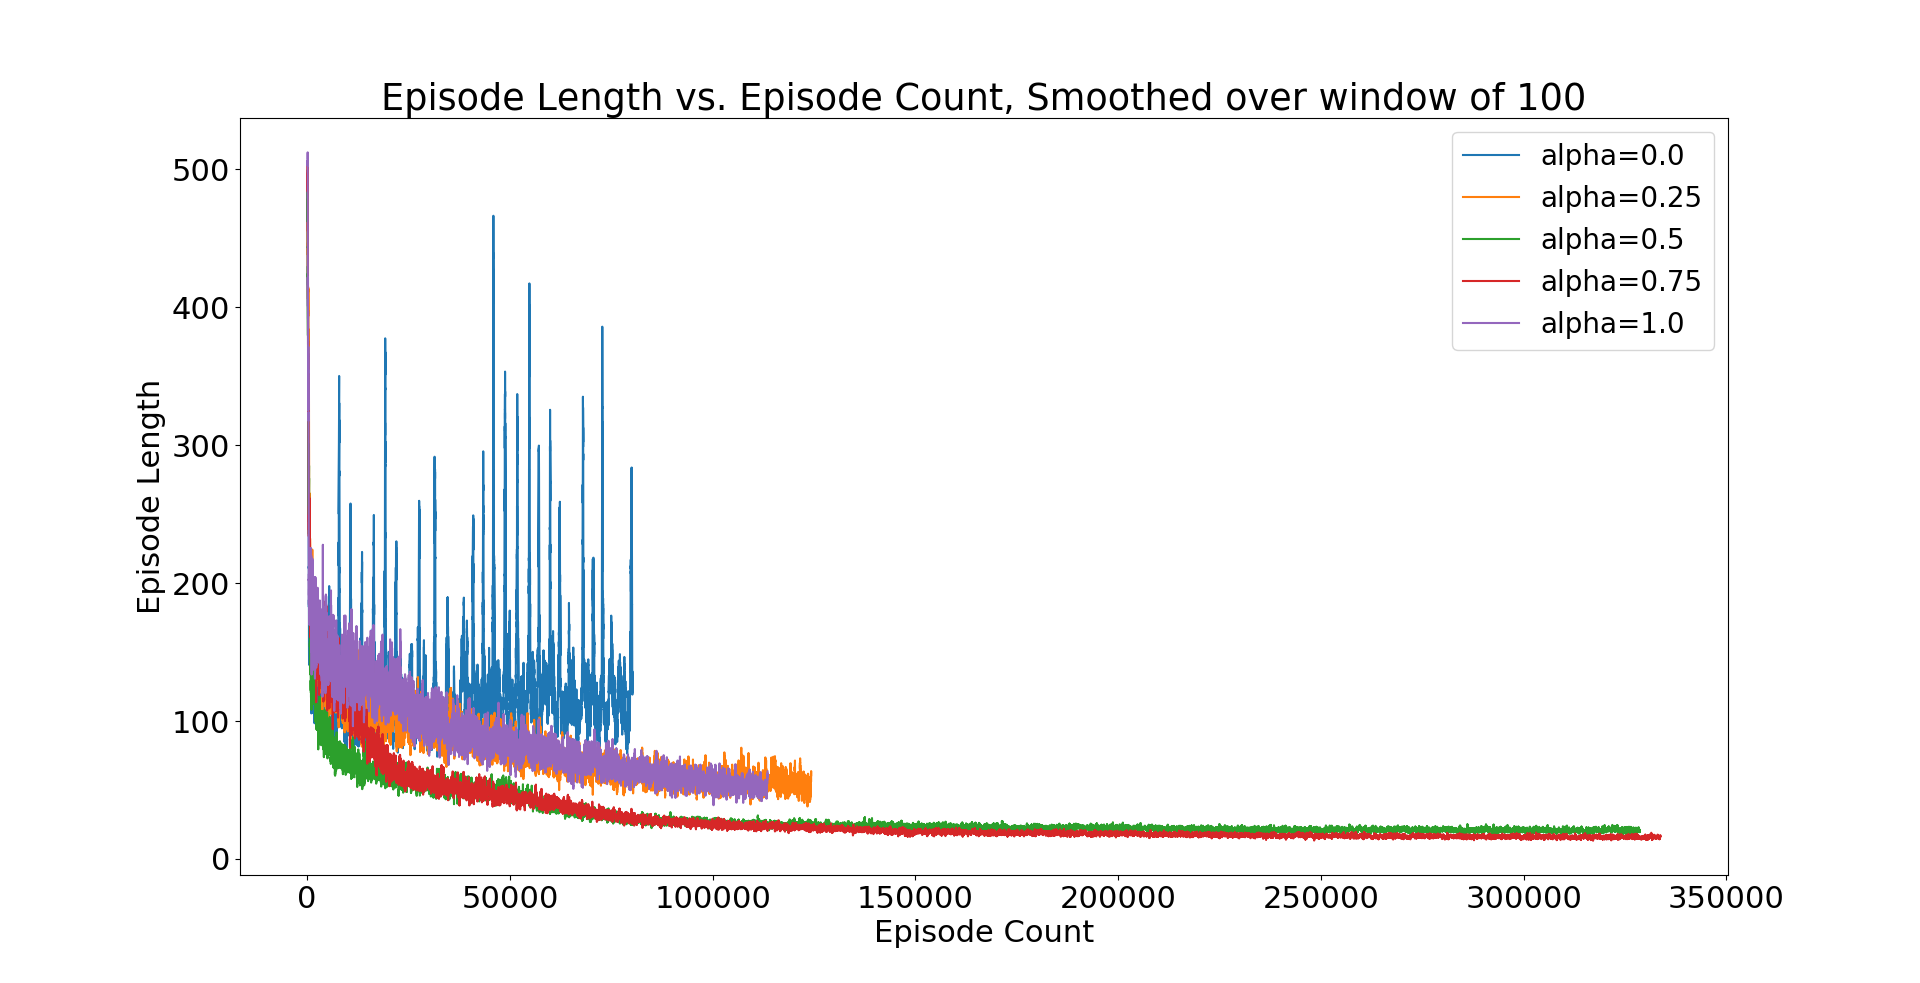 Episode Length vs. Episode Count, Smoothed over window of 100
500
400
300
200
100
0
Episode Length
alpha=0.0
alpha=0.25
alpha=0.5
alpha=0.75
alpha=1.0
0 50000 100000 150000 200000 250000 300000 350000
Episode Count